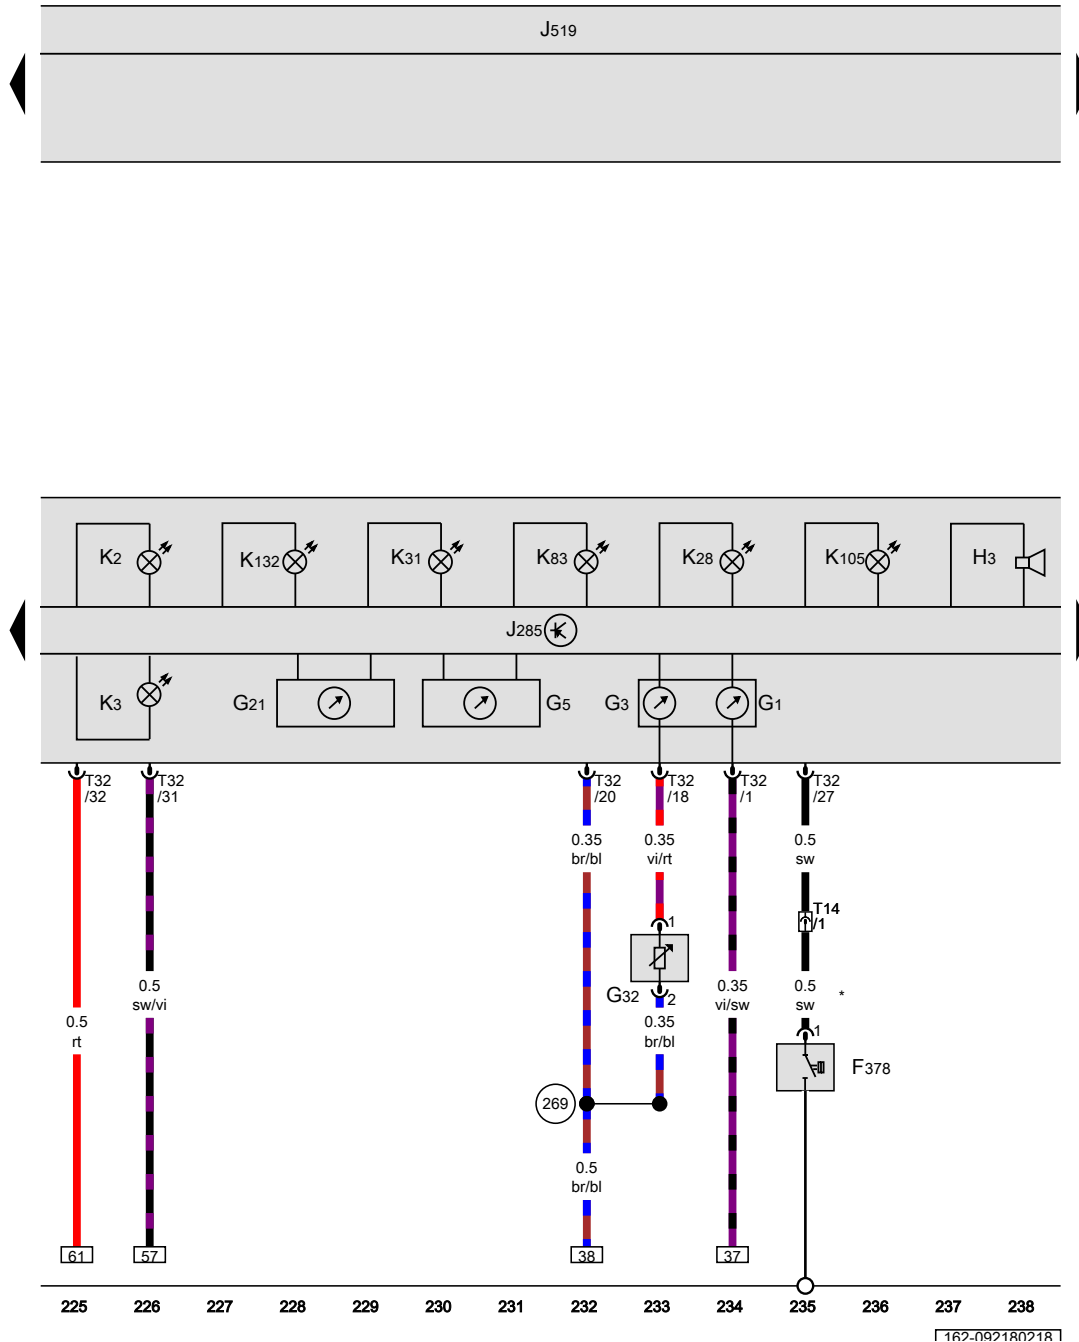 J519
K2 K132 K31 K83 K28 K105 H3
J285
K3 G21 G5 G3 G1
T32 T32 T32 T32 T32 T32
/32 /31 /20 /18 /1 /27
0.35 0.35 0.5
br/bl vi/rt sw
T14
1 /1
0.5 0.35 0.5
sw/vi G32 2 vi/sw sw *
0.5 0.35 1
rt br/bl
F378
269
0.5
br/bl
61 57 38 37
225 226 227 228 229 230 231 232 233 234 235 236 237 238
162-092180218